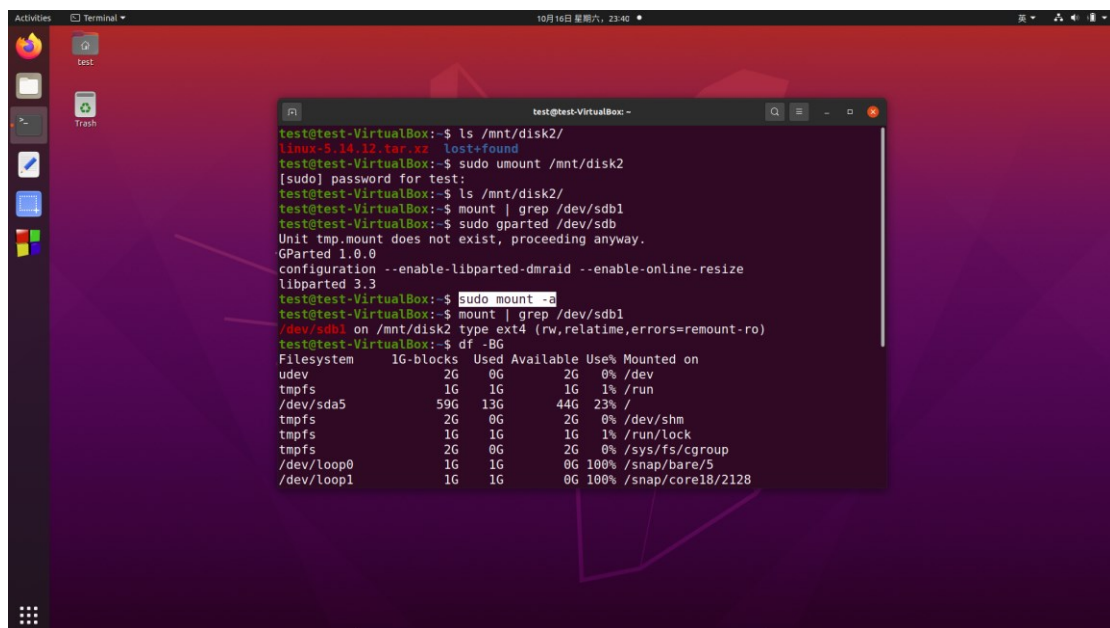 Activities
Terminal
10月16日 星期六，23:40
英
test
Trash
test@test-VirtualBox: ~
test@test-VirtualBox:~$ ls /mnt/disk2/
linux-5.14.12.tar.xz  lost+found
test@test-VirtualBox:~$ sudo umount /mnt/disk2
[sudo] password for test:
test@test-VirtualBox:~$ ls /mnt/disk2/
test@test-VirtualBox:~$ mount | grep /dev/sdb1
test@test-VirtualBox:~$ sudo gparted /dev/sdb
Unit tmp.mount does not exist, proceeding anyway.
GParted 1.0.0
configuration --enable-libparted-dmraid --enable-online-resize
libparted 3.3
test@test-VirtualBox:~$ sudo mount -a
test@test-VirtualBox:~$ mount | grep /dev/sdb1
/dev/sdb1 on /mnt/disk2 type ext4 (rw,relatime,errors=remount-ro)
test@test-VirtualBox:~$ df -BG
Filesystem     1G-blocks  Used Available Use% Mounted on
udev                  2G    0G        2G   0% /dev
tmpfs                 1G    1G        1G   1% /run
/dev/sda5            59G   13G       44G  23% /
tmpfs                 2G    0G        2G   0% /dev/shm
tmpfs                 1G    1G        1G   1% /run/lock
tmpfs                 2G    0G        2G   0% /sys/fs/cgroup
/dev/loop0            1G    1G        0G 100% /snap/bare/5
/dev/loop1            1G    1G        0G 100% /snap/core18/2128